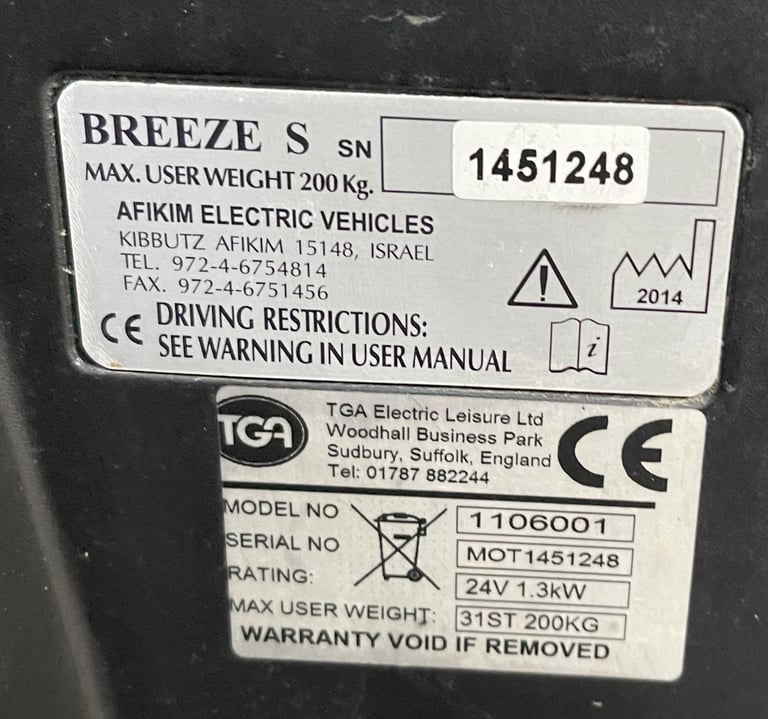 BREEZE S SN 1451248
MAX. USER WEIGHT 200 Kg.
AFIKIM ELECTRIC VEHICLES
KIBBUTZ AFIKIM 15148, ISRAEL
TEL. 972-4-6754814
FAX. 972-4-6751456
2014
CE DRIVING RESTRICTIONS:
SEE WARNING IN USER MANUAL
i
TGA
TGA Electric Leisure Ltd
Woodhall Business Park
Sudbury, Suffolk, England
Tel: 01787 882244
CE
MODEL NO 1106001
SERIAL NO MOT1451248
RATING: 24V 1.3kW
MAX USER WEIGHT: 31ST 200KG
WARRANTY VOID IF REMOVED